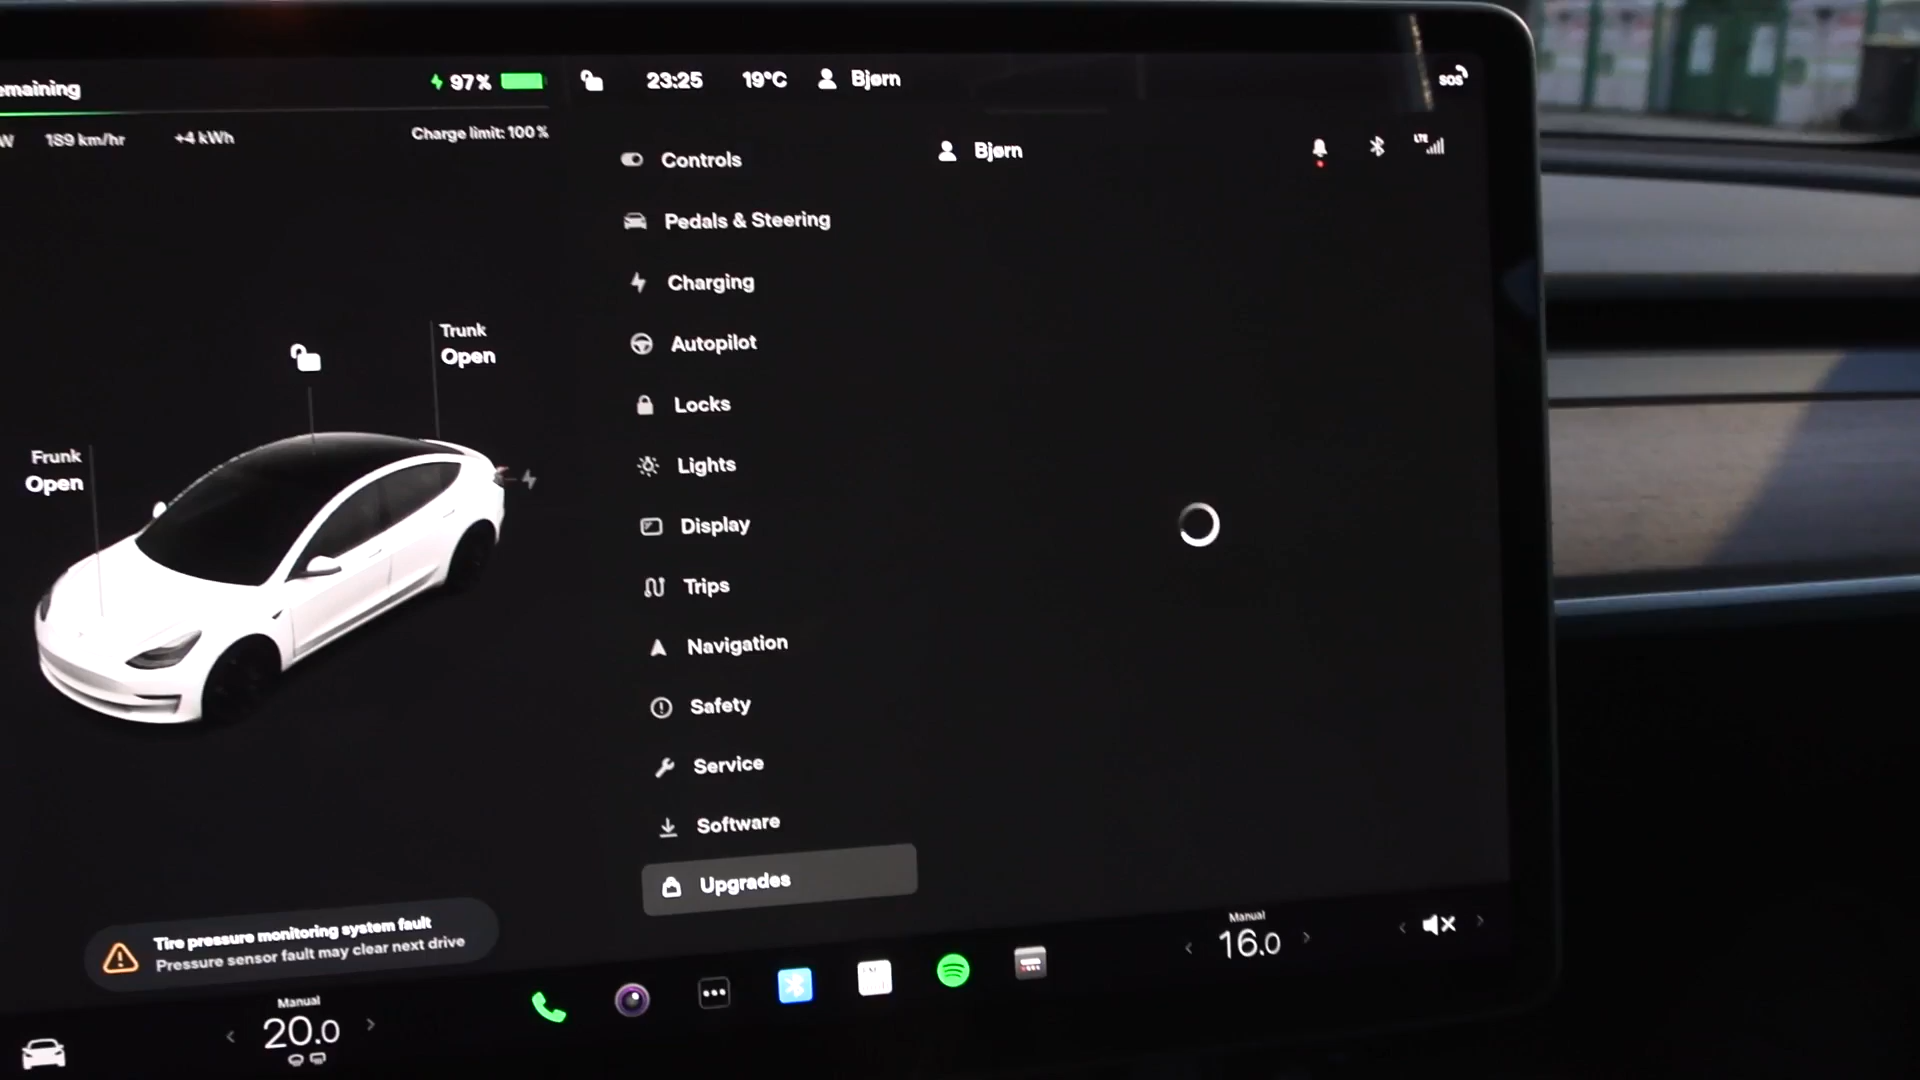 emaining
97%
23:25
19°C
Bjørn
SOS
W
189 km/hr
+4 kWh
Charge limit: 100%
Bjørn
LTE
Controls
Pedals & Steering
Charging
Autopilot
Locks
Lights
Display
Trips
Navigation
Safety
Service
Software
Upgrades
Trunk
Open
Frunk
Open
Tire pressure monitoring system fault
Pressure sensor fault may clear next drive
Manual
20.0
Manual
16.0